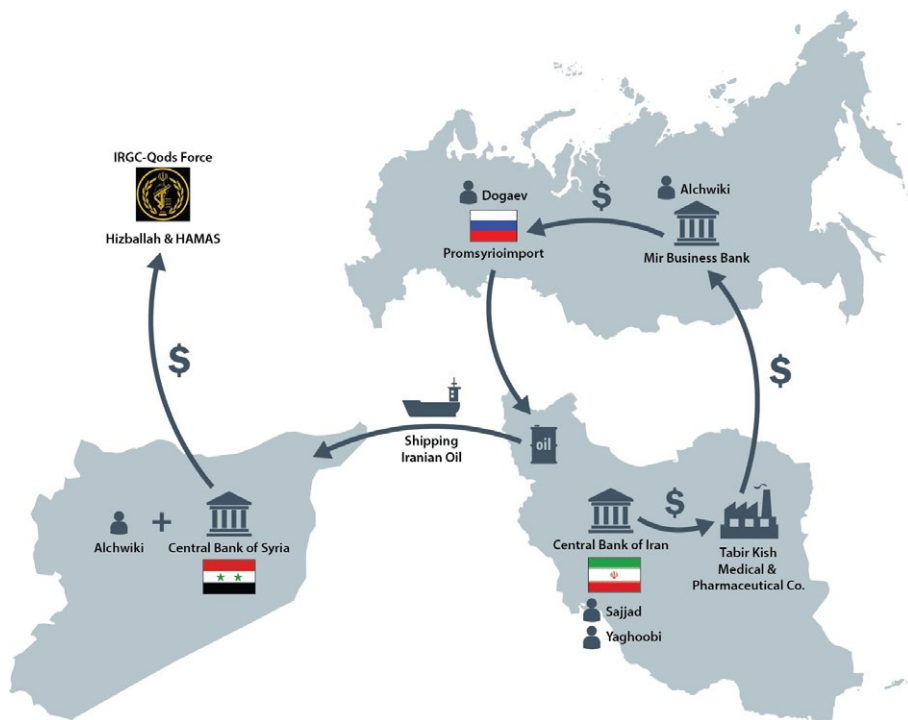 IRGC-Qods Force
Hizballah & HAMAS
$
Alchwiki
+
Central Bank of Syria
Shipping
Iranian Oil
Dogaev
Promsyrioimport
$
Alchwiki
Mir Business Bank
$
oil
Central Bank of Iran
Sajjad
Yaghoobi
$
Tabir Kish
Medical &
Pharmaceutical Co.